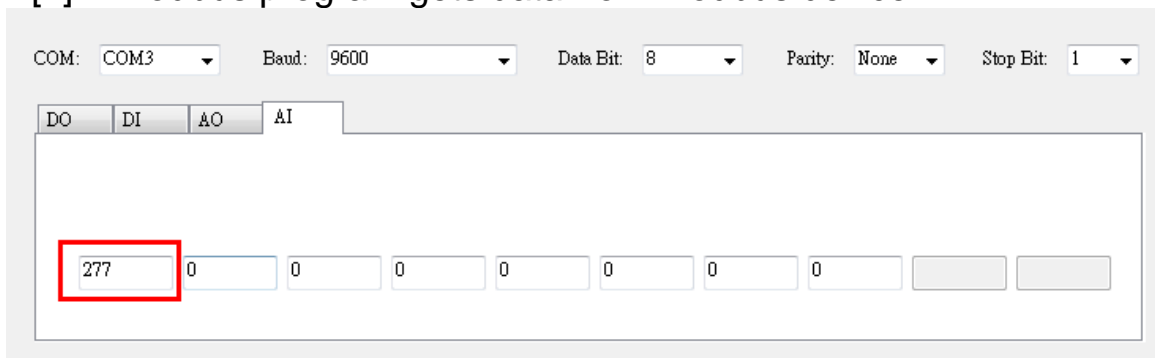 COM: COM3 Baud: 9600 Data Bit: 8 Parity: None Stop Bit: 1
DO DI AO AI
277 0 0 0 0 0 0 0